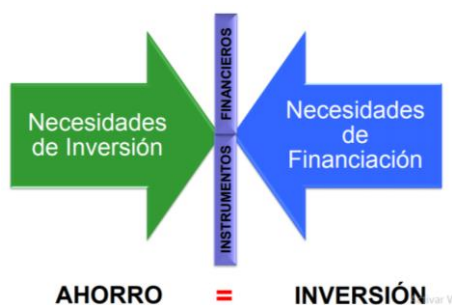 Necesidades
de Inversión
INSTRUMENTOS FINANCIEROS
Necesidades
de
Financiación
AHORRO = INVERSIÓN